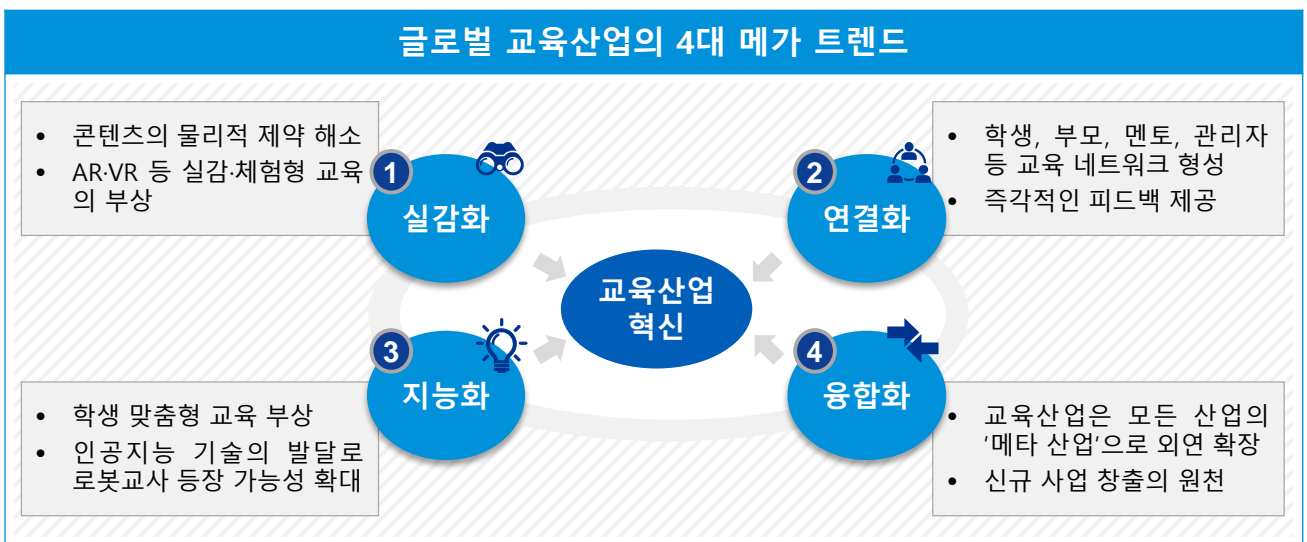 글로벌 교육산업의 4대 메가 트렌드
• 콘텐츠의 물리적 제약 해소
• AR·VR 등 실감·체험형 교육
의 부상
1
실감화
2
연결화
• 학생, 부모, 멘토, 관리자
등 교육 네트워크 형성
• 즉각적인 피드백 제공
교육산업
혁신
3
지능화
• 학생 맞춤형 교육 부상
• 인공지능 기술의 발달로
로봇교사 등장 가능성 확대
4
융합화
• 교육산업은 모든 산업의
'메타 산업'으로 외연 확장
• 신규 사업 창출의 원천